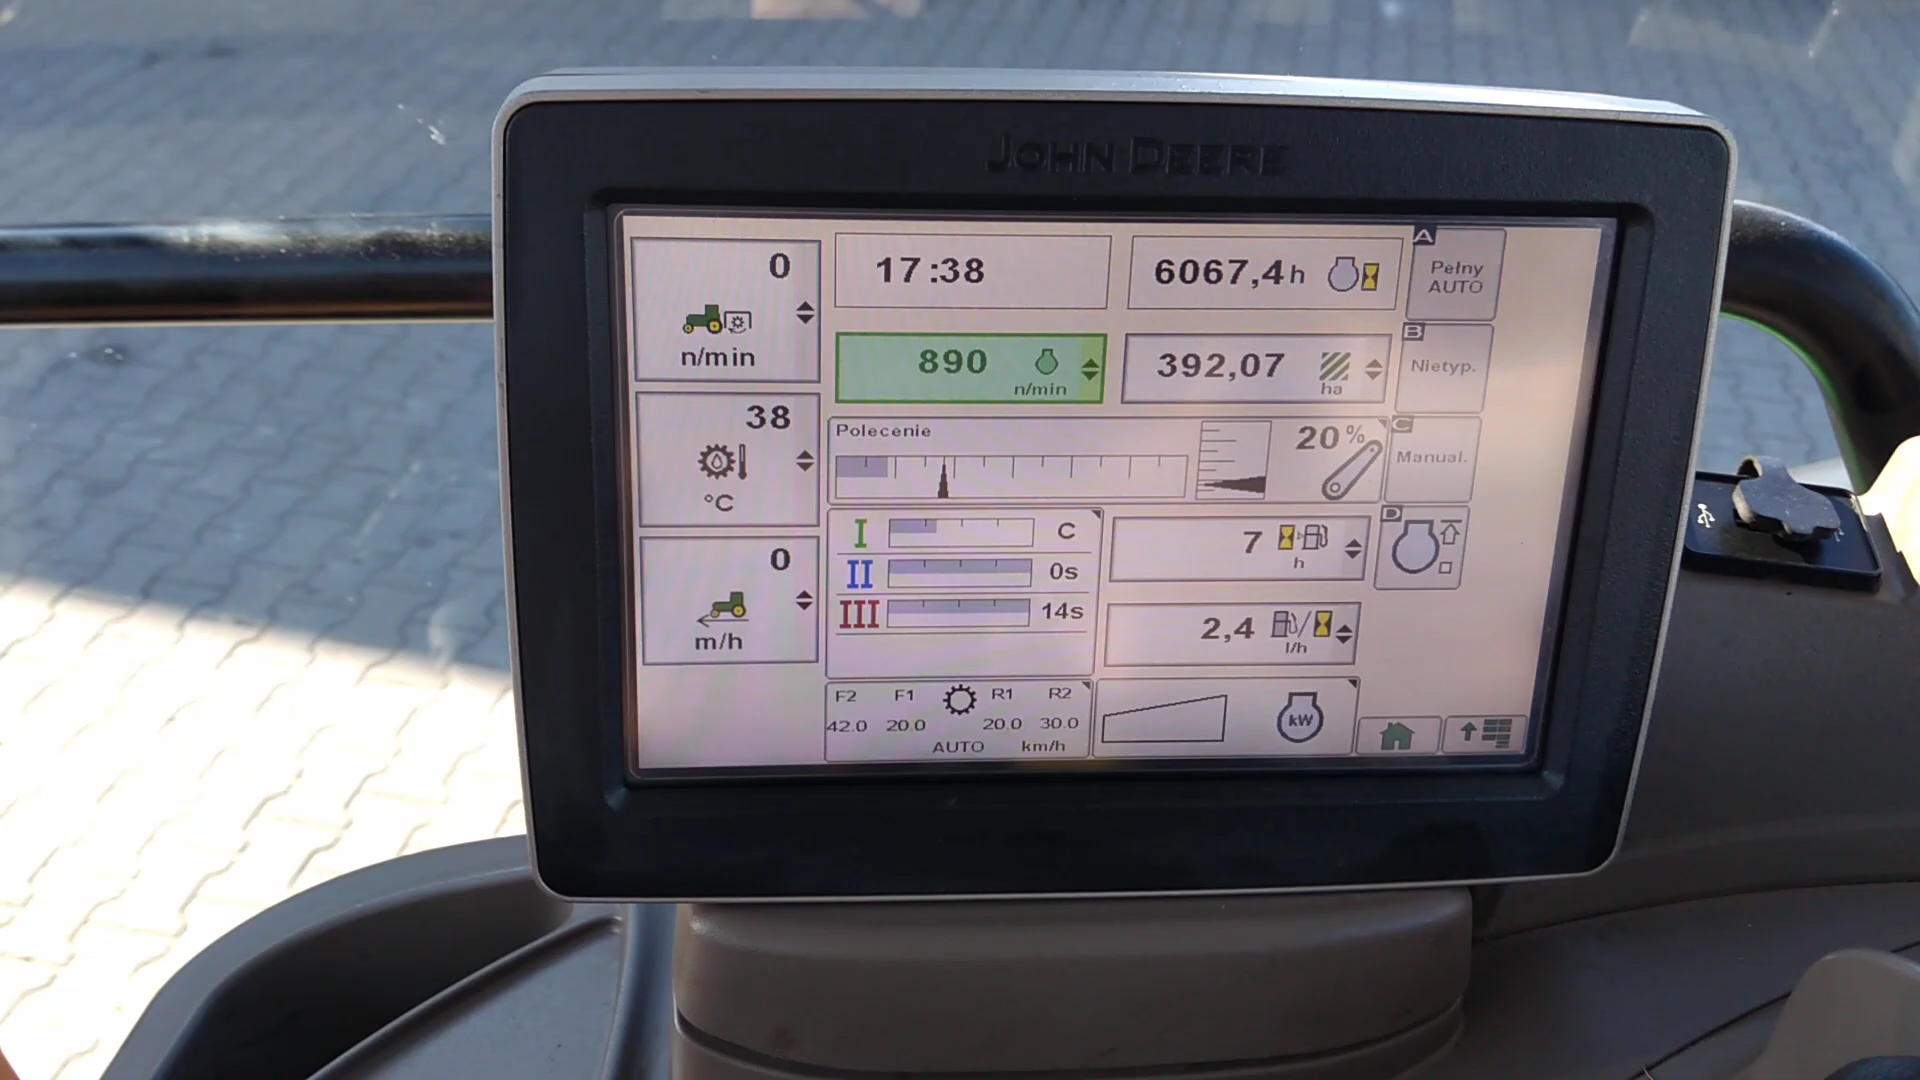 JOHN DEERE
0
n/min
38
°C
0
m/h
17:38
6067,4 h
890
n/min
392,07
ha
Polecenie
20%
I C
II 0s
III 14s
7
h
2,4
l/h
F2 F1 R1 R2
42.0 20.0 20.0 30.0
AUTO km/h
kW
A
Pełny
AUTO
B
Nietyp.
C
Manual.
D